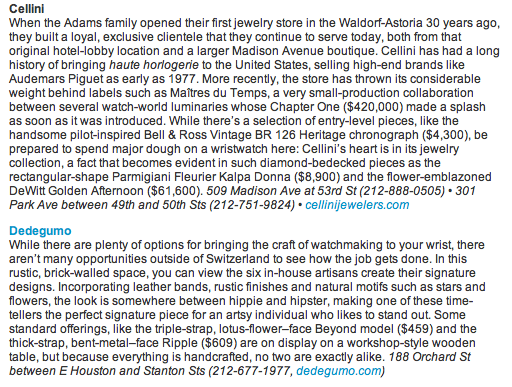 Cellini
When the Adams family opened their first jewelry store in the Waldorf-Astoria 30 years ago,
they built a loyal, exclusive clientele that they continue to serve today, both from that
original hotel-lobby location and a larger Madison Avenue boutique. Cellini has had a long
history of bringing haute horlogerie to the United States, selling high-end brands like
Audemars Piguet as early as 1977. More recently, the store has thrown its considerable
weight behind labels such as Maîtres du Temps, a very small-production collaboration
between several watch-world luminaries whose Chapter One ($420,000) made a splash
as soon as it was introduced. While there's a selection of entry-level pieces, like the
handsome pilot-inspired Bell & Ross Vintage BR 126 Heritage chronograph ($4,300), be
prepared to spend major dough on a wristwatch here: Cellini's heart is in its jewelry
collection, a fact that becomes evident in such diamond-bedecked pieces as the
rectangular-shape Parmigiani Fleurier Kalpa Donna ($8,900) and the flower-emblazoned
DeWitt Golden Afternoon ($61,600). 509 Madison Ave at 53rd St (212-888-0505) • 301
Park Ave between 49th and 50th Sts (212-751-9824) • cellinijewelers.com
Dedegumo
While there are plenty of options for bringing the craft of watchmaking to your wrist, there
aren't many opportunities outside of Switzerland to see how the job gets done. In this
rustic, brick-walled space, you can view the six in-house artisans create their signature
designs. Incorporating leather bands, rustic finishes and natural motifs such as stars and
flowers, the look is somewhere between hippie and hipster, making one of these time-
tellers the perfect signature piece for an artsy individual who likes to stand out. Some
standard offerings, like the triple-strap, lotus-flower–face Beyond model ($459) and the
thick-strap, bent-metal–face Ripple ($609) are on display on a workshop-style wooden
table, but because everything is handcrafted, no two are exactly alike. 188 Orchard St
between E Houston and Stanton Sts (212-677-1977, dedegumo.com)